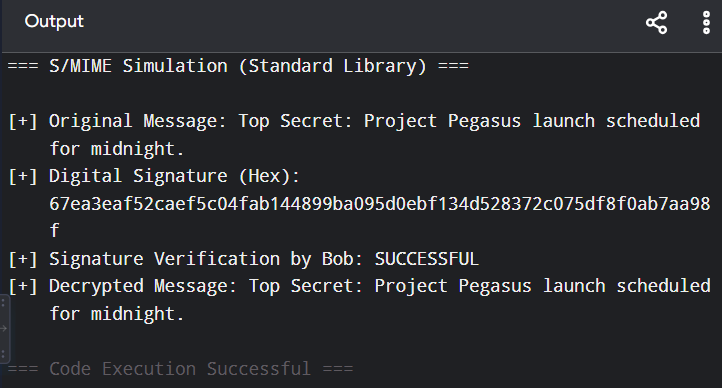 Output
=== S/MIME Simulation (Standard Library) ===
[+] Original Message: Top Secret: Project Pegasus launch scheduled
for midnight.
[+] Digital Signature (Hex):
67ea3eaf52caef5c04fab144899ba095d0ebf134d528372c075df8f0ab7aa98
f
[+] Signature Verification by Bob: SUCCESSFUL
[+] Decrypted Message: Top Secret: Project Pegasus launch scheduled
for midnight.
=== Code Execution Successful ===